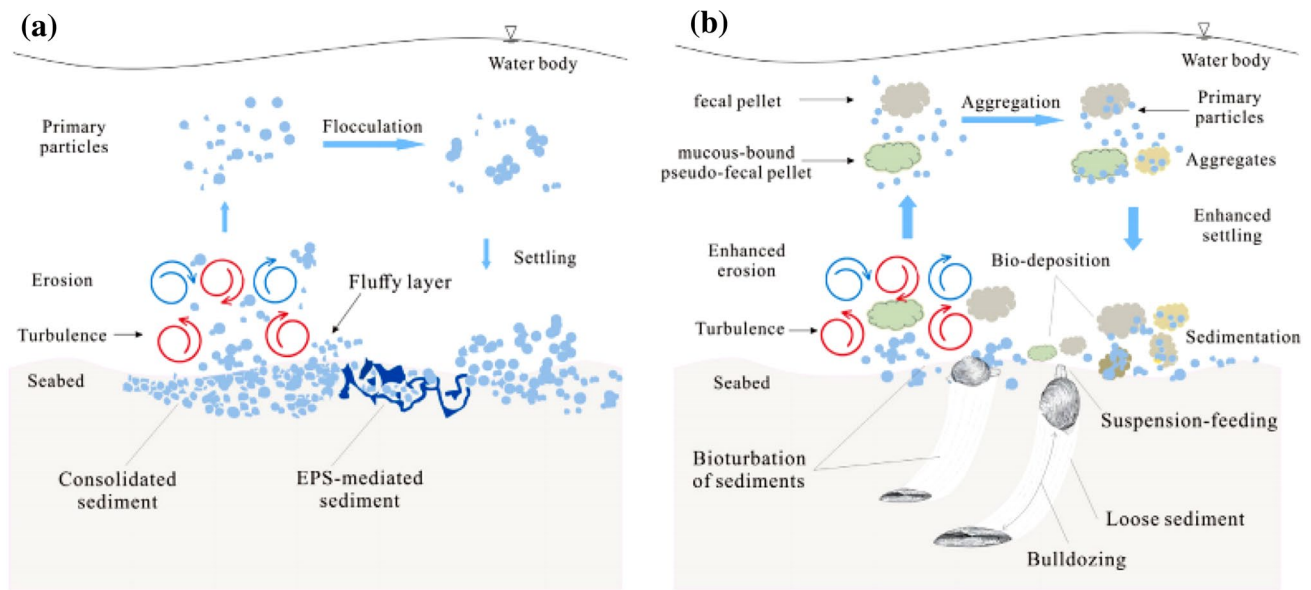 (a)
Water body
Primary
particles
Flocculation
Erosion
Settling
Fluffy layer
Turbulence
Seabed
Consolidated
sediment
EPS-mediated
sediment
(b)
Water body
fecal pellet
Aggregation
Primary
particles
mucous-bound
pseudo-fecal pellet
Aggregates
Enhanced
settling
Enhanced
erosion
Bio-deposition
Turbulence
Sedimentation
Seabed
Suspension-feeding
Bioturbation
of sediments
Loose sediment
Bulldozing